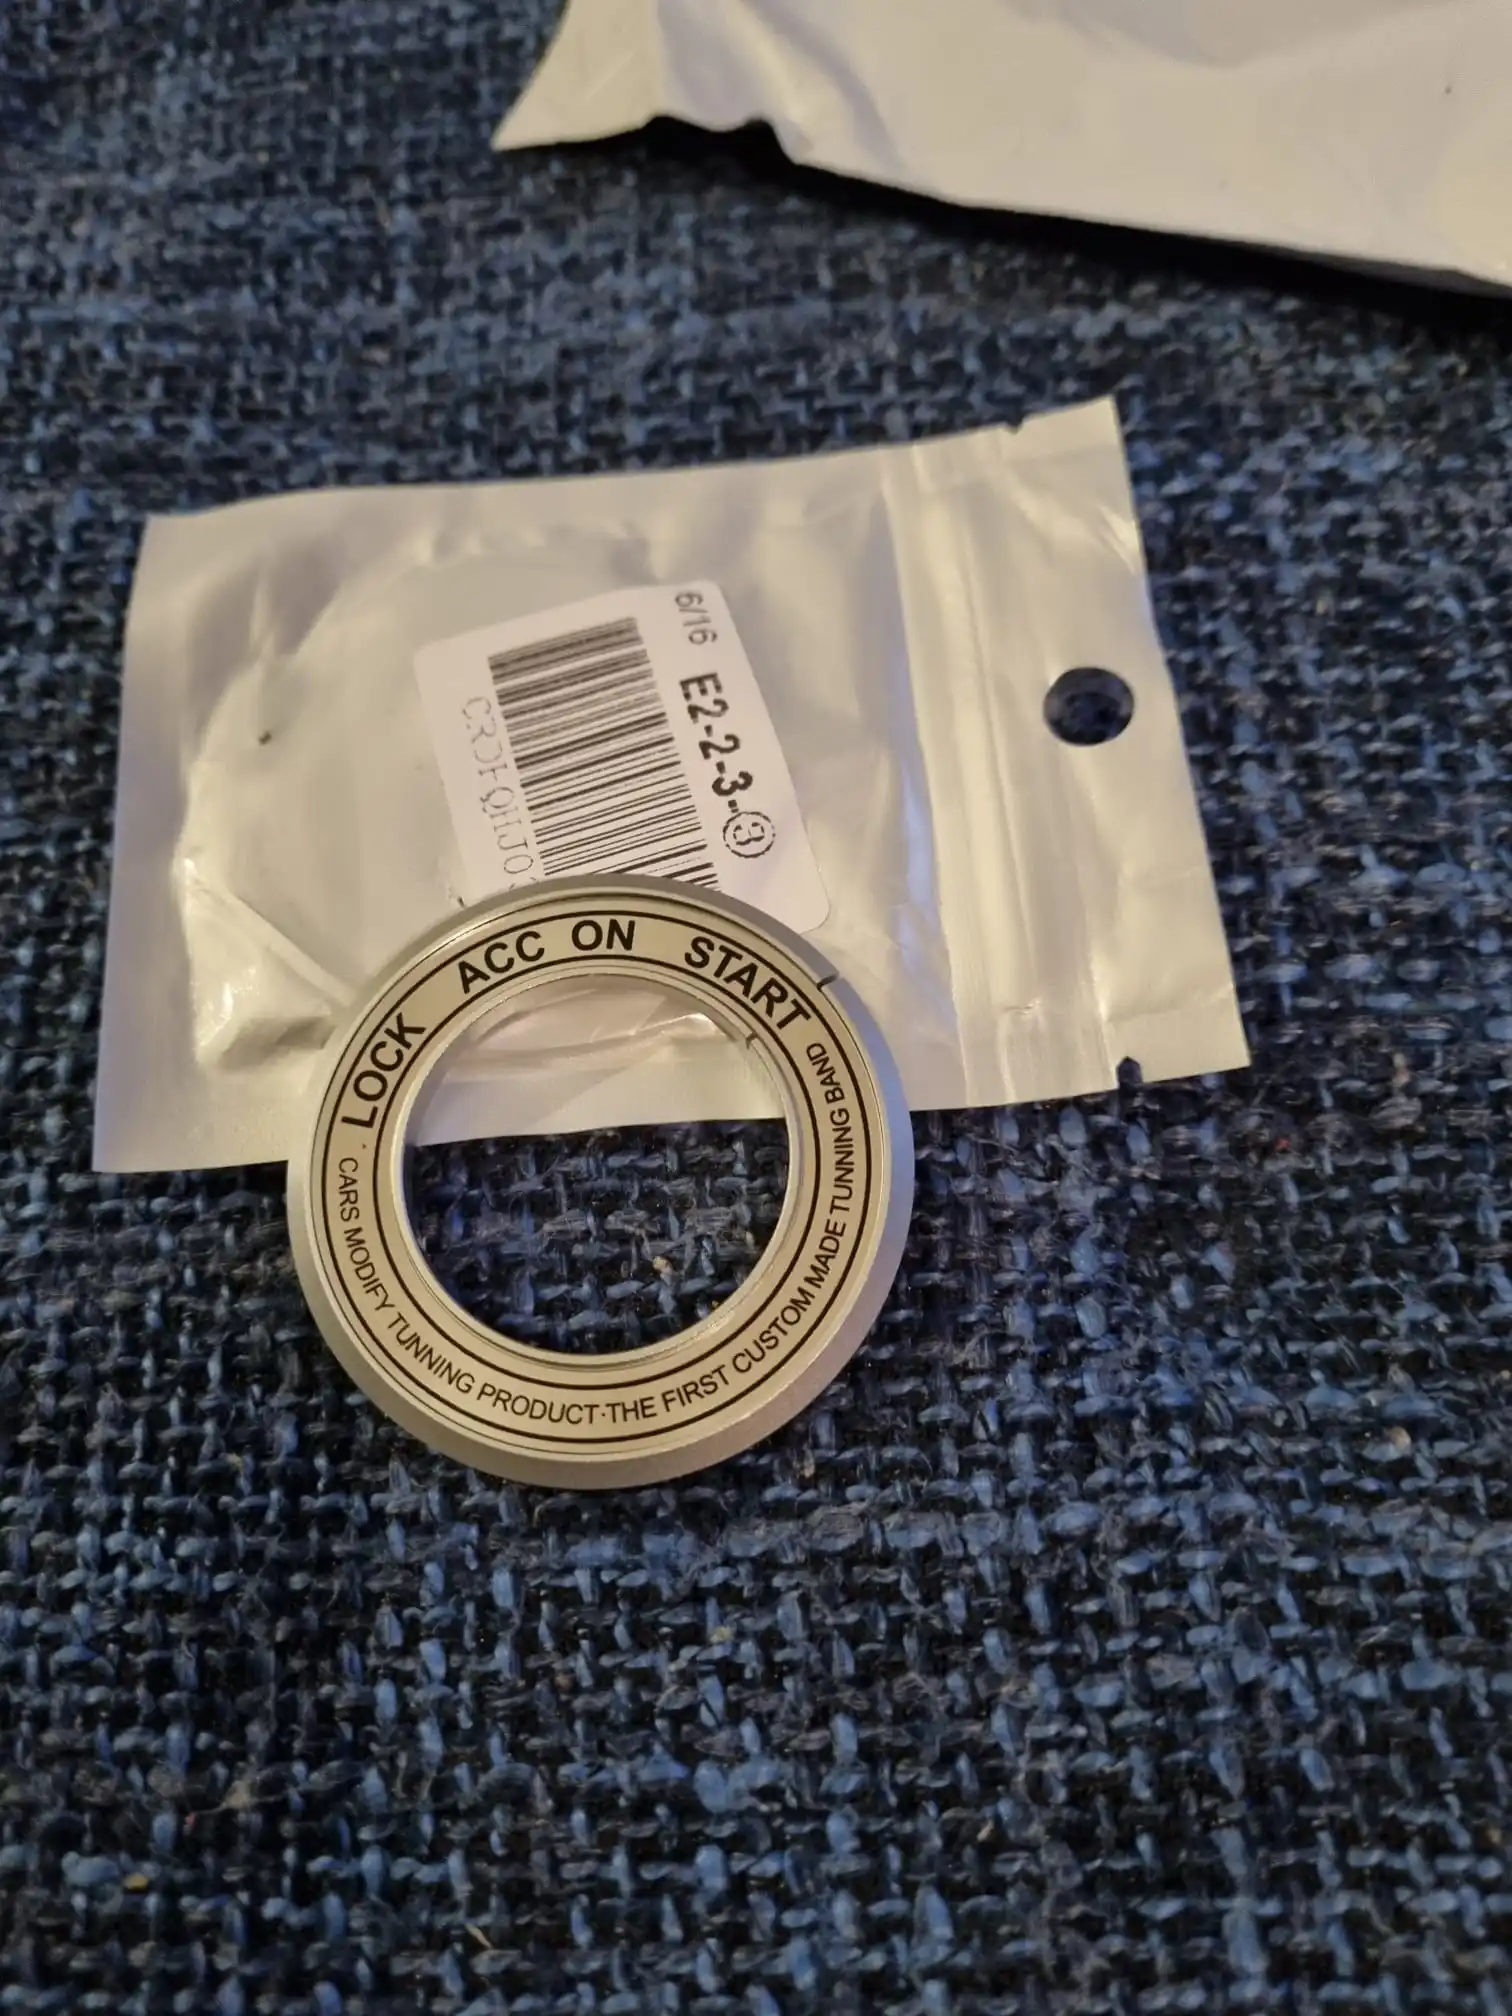 6/16 E2-2-3-③
LOCK ACC ON START
CARS MODIFY TUNNING PRODUCT·THE FIRST CUSTOM MADE TUNNING BAND